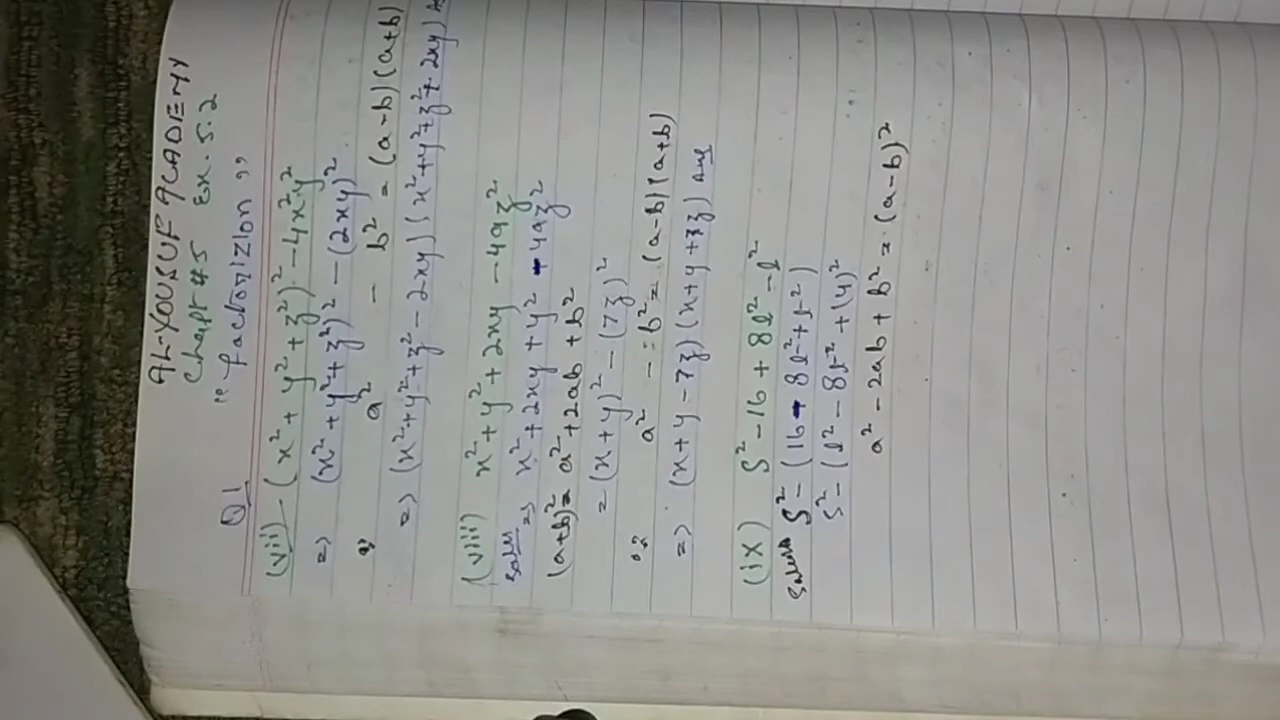 AL-YOUSUF ACADEMY
Chapt #5 Ex. 5.2
Q1 "factorizion"
(vii) - (x² + y² + z²)² - 4x²y²
=> (x² + y² + z²)² - (2xy)²
a² - b² = (a-b)(a+b)
=> (x² + y² + z² - 2xy)(x² + y² + z² + 2xy)
(viii) x² + y² + 2xy - 49z²
Soln => x² + 2xy + y² - 49z²
(a+b)² = a² + 2ab + b²
= (x+y)² - (7z)²
∵ a² - b² = (a-b)(a+b)
=> (x+y-7z)(x+y+7z) Ans
(ix) S² - 16 + 8t² - t²
S² - (16 - 8t² + t²)
S² - (t² - 8t² + (4)²
a² - 2ab + b² = (a-b)²